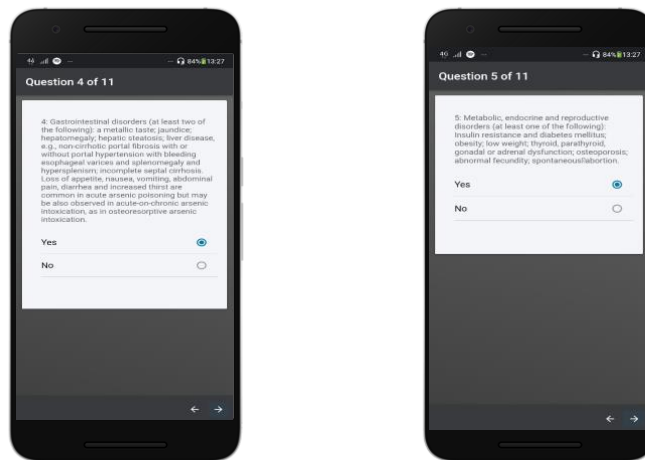 4G 84% 13:27
Question 4 of 11
4: Gastrointestinal disorders (at least two of
the following): a metallic taste; jaundice;
hepatomegaly; hepatic steatosis; liver disease,
e.g., non-cirrhotic portal fibrosis with or
without portal hypertension with bleeding
esophageal varices and splenomegaly and
hypersplenism; incomplete septal cirrhosis.
Loss of appetite, nausea, vomiting, abdominal
pain, diarrhea and increased thirst are
common in acute arsenic poisoning but may
be also observed in acute-on-chronic arsenic
intoxication, as in osteoresorptive arsenic
intoxication.
Yes
No
4G 84% 13:27
Question 5 of 11
5: Metabolic, endocrine and reproductive
disorders (at least one of the following):
Insulin resistance and diabetes mellitus;
obesity; low weight; thyroid, parathyroid,
gonadal or adrenal dysfunction; osteoporosis;
abnormal fecundity; spontaneous abortion.
Yes
No